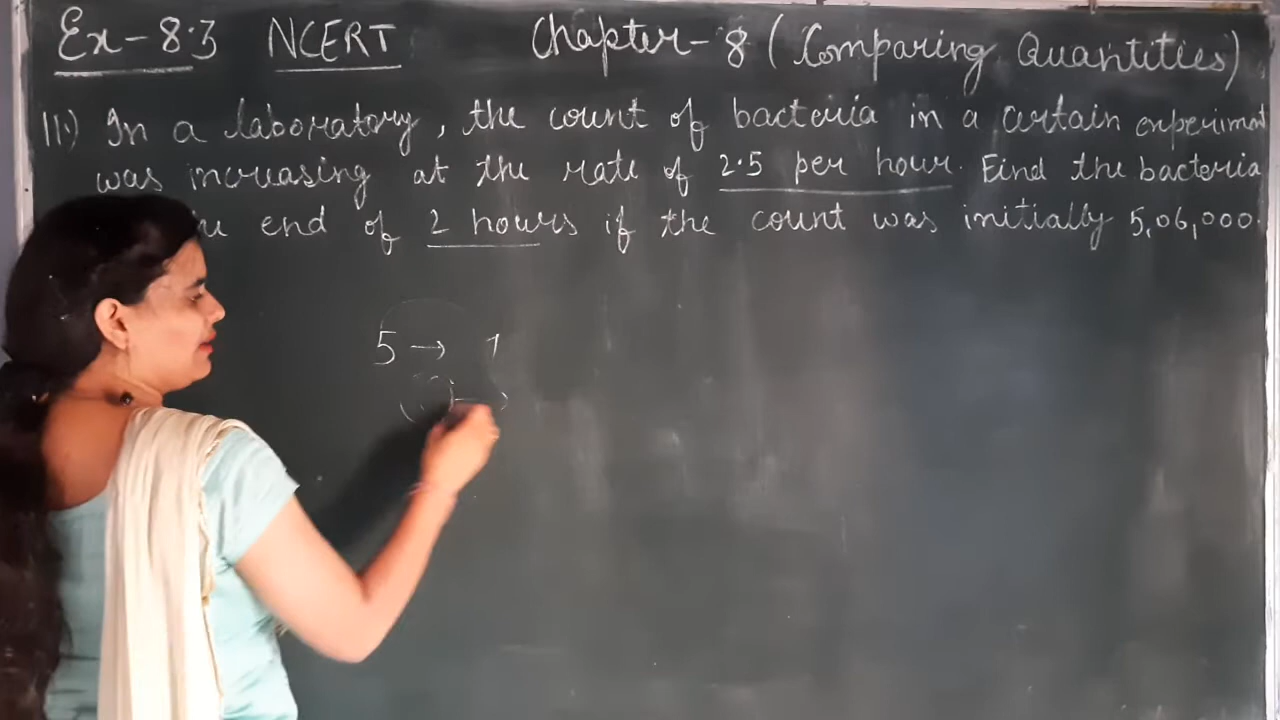 Ex-8.3 NCERT Chapter-8 (Comparing Quantities)
11.) In a laboratory, the count of bacteria in a certain experiment
was increasing at the rate of 2.5 per hour. Find the bacteria
end of 2 hours if the count was initially 5,06,000.
5 → 1